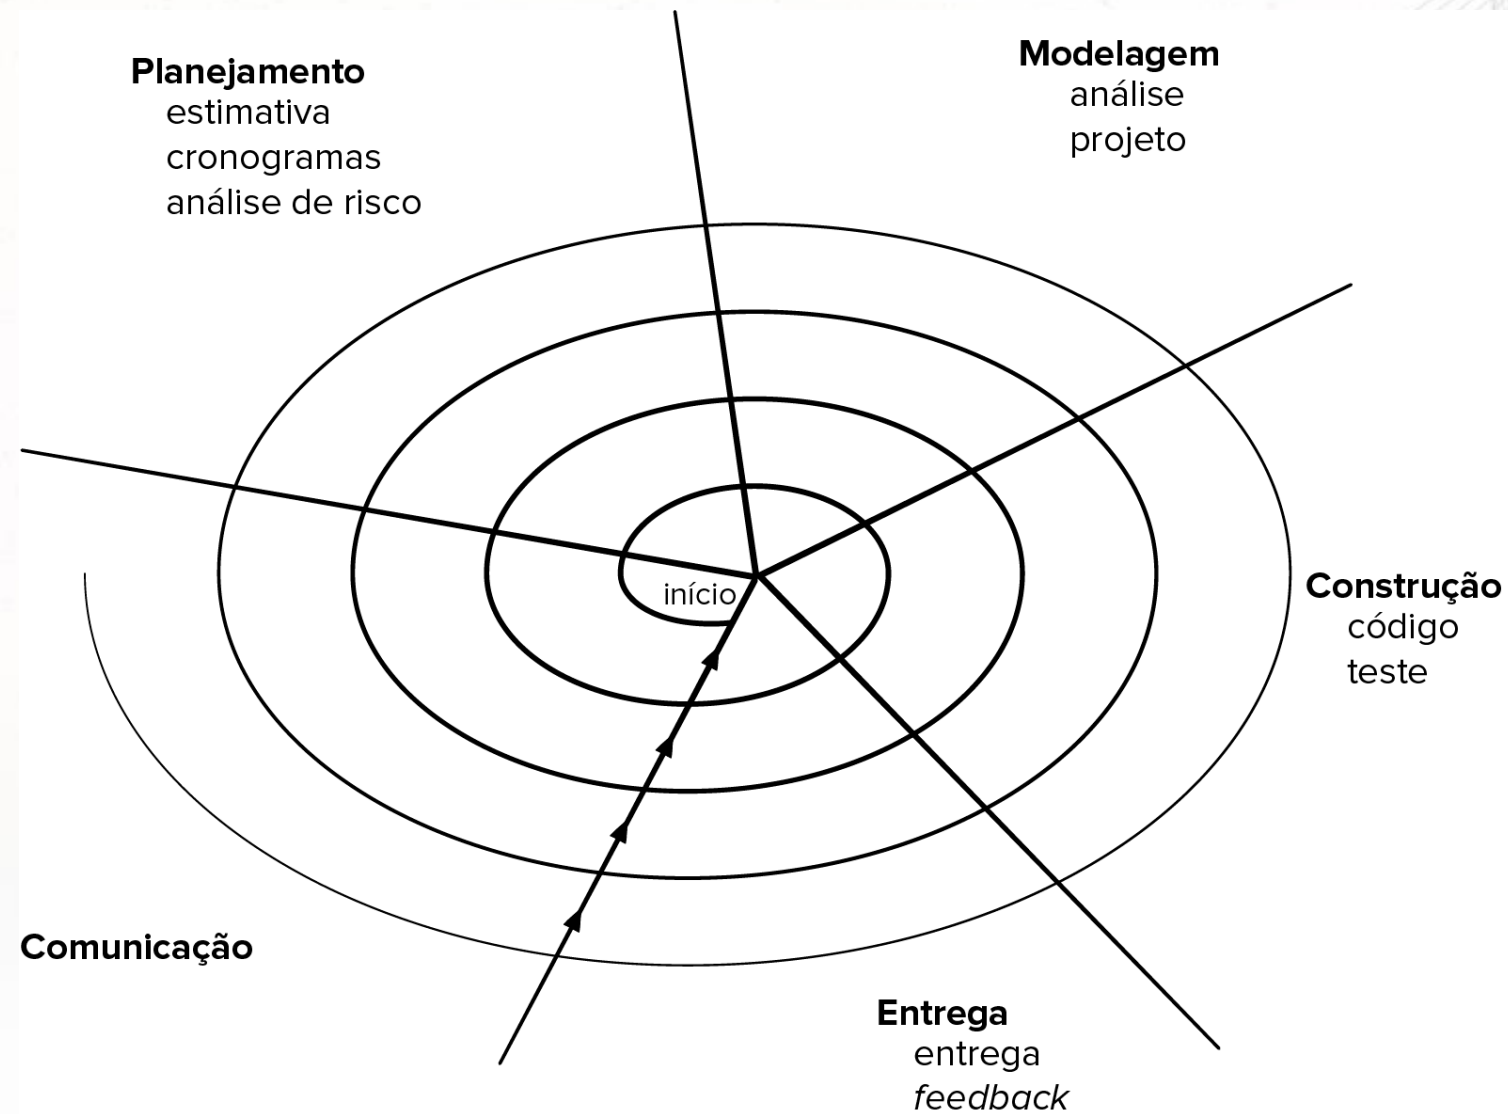 Planejamento
estimativa
cronogramas
análise de risco
Modelagem
análise
projeto
início
Construção
código
teste
Comunicação
Entrega
entrega
feedback